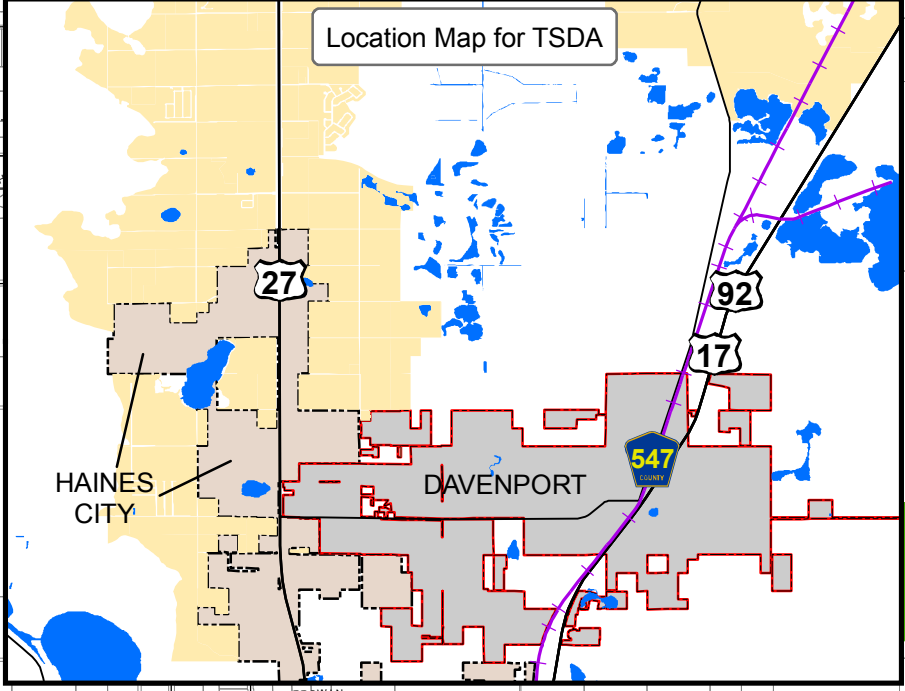 Location Map for TSDA
27
92
17
HAINES
CITY
DAVENPORT
547
COUNTY